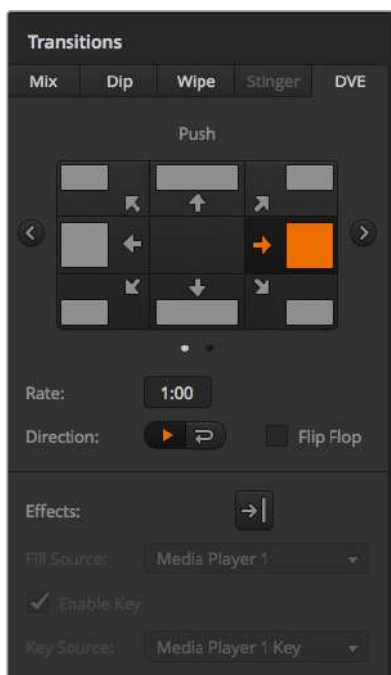 Transitions
Mix Dip Wipe Stinger DVE
Push
Rate: 1:00
Direction: Flip Flop
Effects:
Fill Source: Media Player 1
Enable Key
Key Source: Media Player 1 Key